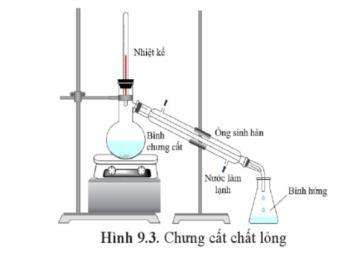 Nhiệt kế
Bình
chưng cất
Ống sinh hàn
Nước làm
lạnh
Bình hứng
Hình 9.3. Chưng cất chất lỏng